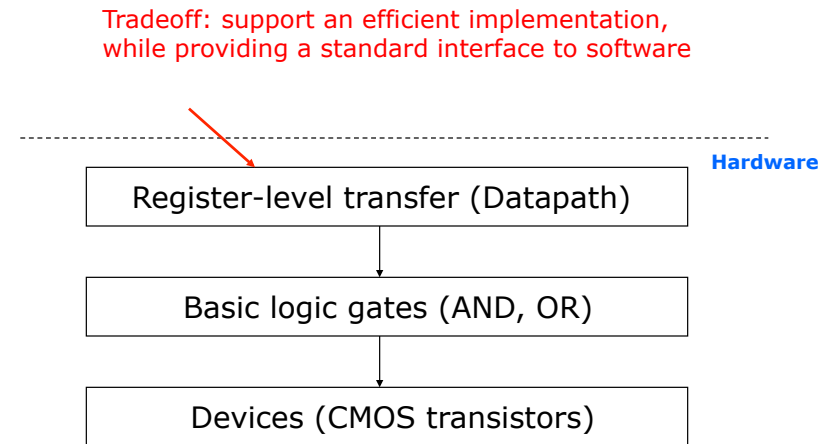 Tradeoff: support an efficient implementation,
while providing a standard interface to software
Hardware
Register-level transfer (Datapath)
Basic logic gates (AND, OR)
Devices (CMOS transistors)